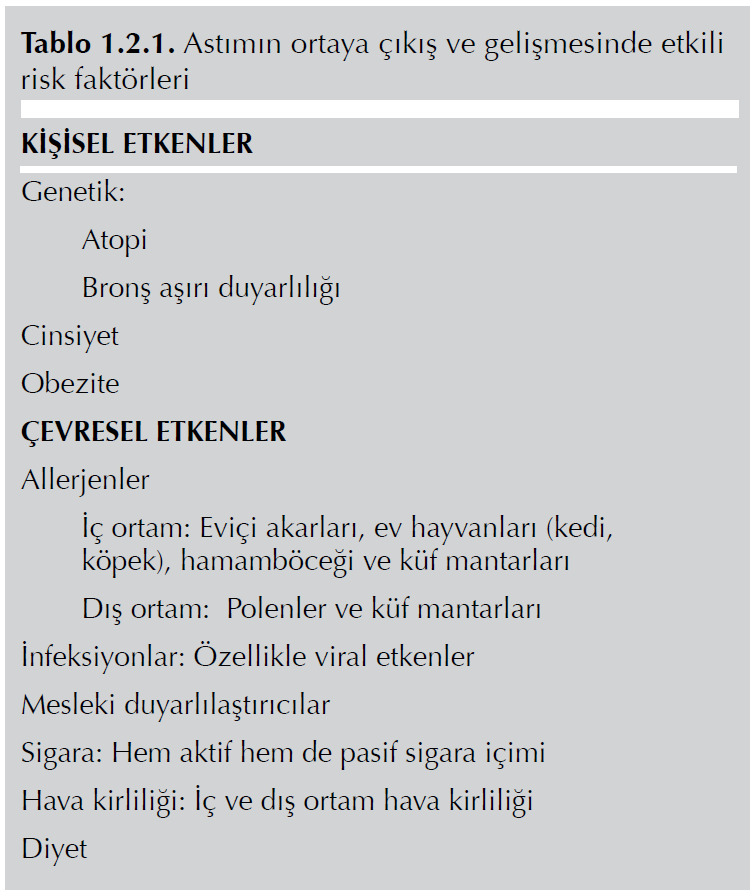 Tablo 1.2.1. Astımın ortaya çıkış ve gelişmesinde etkili
risk faktörleri
KİŞİSEL ETKENLER
Genetik:
Atopi
Bronş aşırı duyarlılığı
Cinsiyet
Obezite
ÇEVRESEL ETKENLER
Allerjenler
İç ortam: Eviçi akarları, ev hayvanları (kedi,
köpek), hamamböceği ve küf mantarları
Dış ortam:  Polenler ve küf mantarları
İnfeksiyonlar: Özellikle viral etkenler
Mesleki duyarlılaştırıcılar
Sigara: Hem aktif hem de pasif sigara içimi
Hava kirliliği: İç ve dış ortam hava kirliliği
Diyet